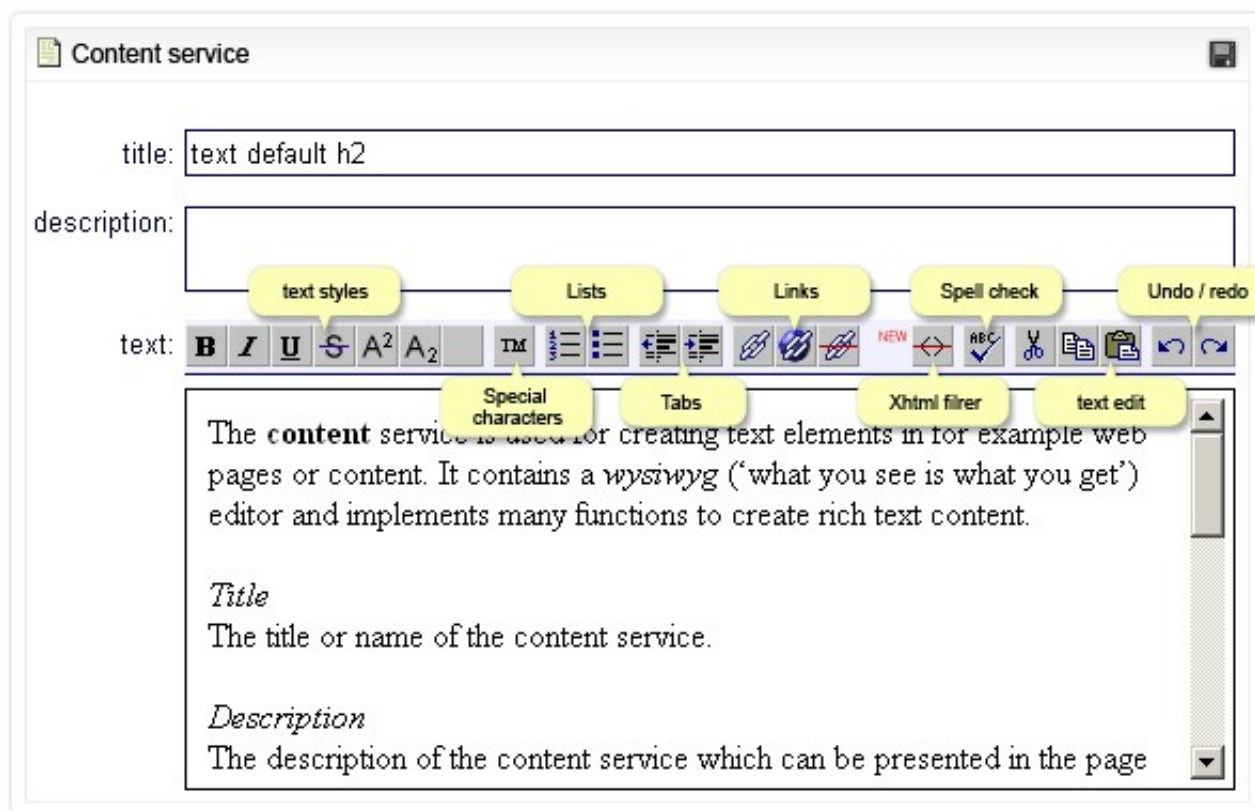 Content service
title: text default h2
description:
text styles Lists Links Spell check Undo / redo
text: B I U S A2 A2 TM 1 2 3 NEW <> ABC
Special characters Tabs Xhtml filrer text edit
The content service is used for creating text elements in for example web
pages or content. It contains a wysiwyg (‘what you see is what you get’)
editor and implements many functions to create rich text content.
Title
The title or name of the content service.
Description
The description of the content service which can be presented in the page